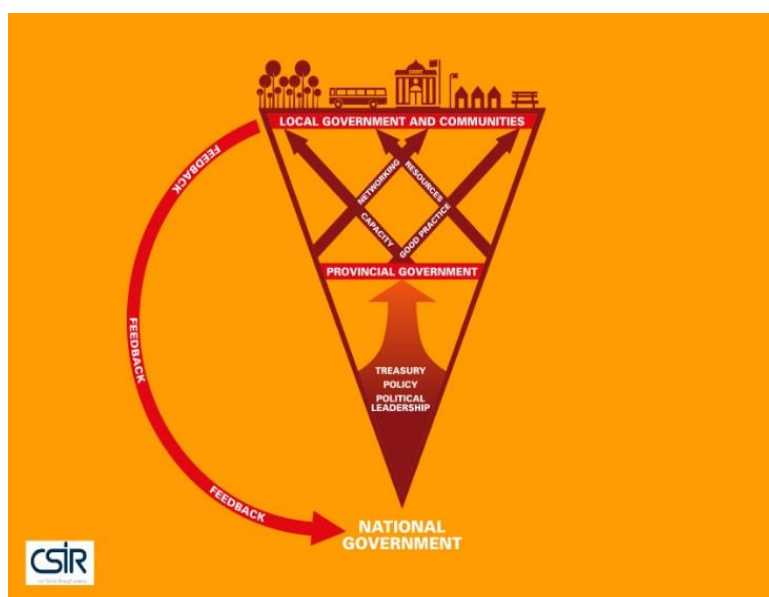 LOCAL GOVERNMENT AND COMMUNITIES
NETWORKING
RESOURCES
CAPACITY
GOOD PRACTICE
PROVINCIAL GOVERNMENT
TREASURY
POLICY
POLITICAL
LEADERSHIP
FEEDBACK
FEEDBACK
FEEDBACK
NATIONAL
GOVERNMENT
CSIR